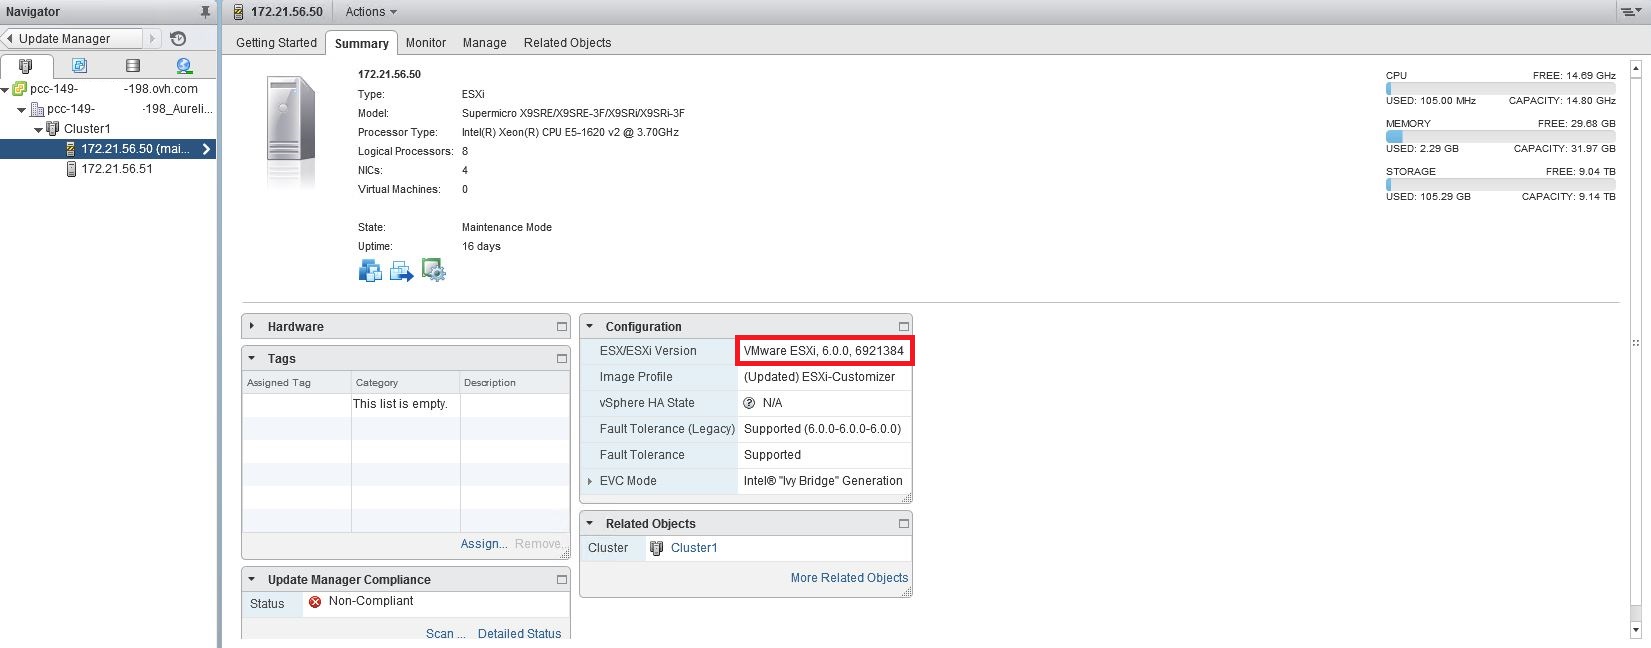 Navigator
172.21.56.50 Actions
Update Manager
Getting Started Summary Monitor Manage Related Objects
pcc-149- -198.ovh.com
pcc-149- -198_Aureli...
Cluster1
172.21.56.50 (mai...
172.21.56.51
172.21.56.50
Type: ESXi
Model: Supermicro X9SRE/X9SRE-3F/X9SRi/X9SRi-3F
Processor Type: Intel(R) Xeon(R) CPU E5-1620 v2 @ 3.70GHz
Logical Processors: 8
NICs: 4
Virtual Machines: 0
State: Maintenance Mode
Uptime: 16 days
CPU FREE: 14.69 GHz
USED: 105.00 MHz CAPACITY: 14.80 GHz
MEMORY FREE: 29.68 GB
USED: 2.29 GB CAPACITY: 31.97 GB
STORAGE FREE: 9.04 TB
USED: 105.29 GB CAPACITY: 9.14 TB
Hardware
Tags
Assigned Tag Category Description
This list is empty.
Assign... Remove...
Update Manager Compliance
Status Non-Compliant
Scan ... Detailed Status
Configuration
ESX/ESXi Version VMware ESXi, 6.0.0, 6921384
Image Profile (Updated) ESXi-Customizer
vSphere HA State N/A
Fault Tolerance (Legacy) Supported (6.0.0-6.0.0-6.0.0)
Fault Tolerance Supported
EVC Mode Intel® "Ivy Bridge" Generation
Related Objects
Cluster Cluster1
More Related Objects